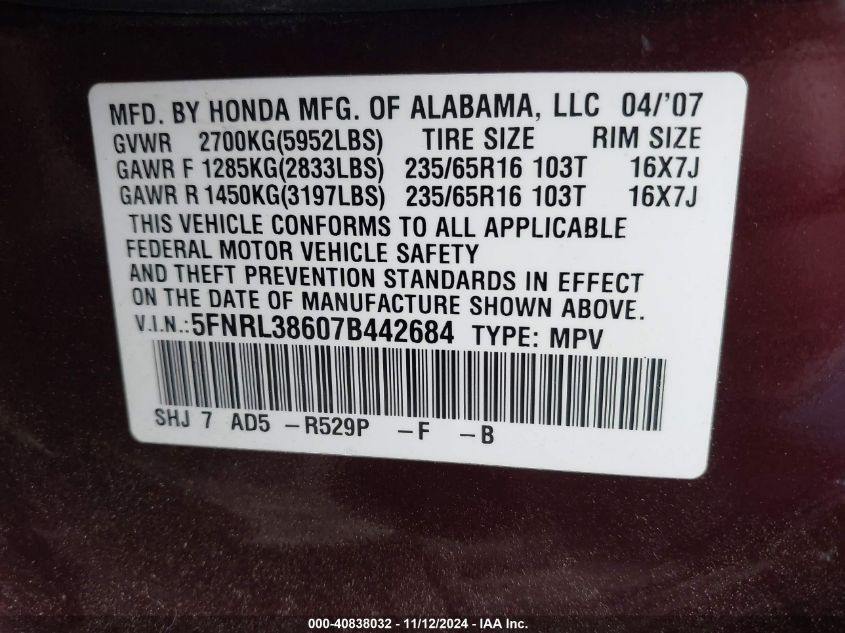 MFD. BY HONDA MFG. OF ALABAMA, LLC 04/'07
GVWR 2700KG(5952LBS) TIRE SIZE RIM SIZE
GAWR F 1285KG(2833LBS) 235/65R16 103T 16X7J
GAWR R 1450KG(3197LBS) 235/65R16 103T 16X7J
THIS VEHICLE CONFORMS TO ALL APPLICABLE
FEDERAL MOTOR VEHICLE SAFETY
AND THEFT PREVENTION STANDARDS IN EFFECT
ON THE DATE OF MANUFACTURE SHOWN ABOVE.
V.I.N.:5FNRL38607B442684 TYPE: MPV
SHJ 7 AD5 –R529P –F –B
000-40838032 - 11/12/2024 - IAA Inc.